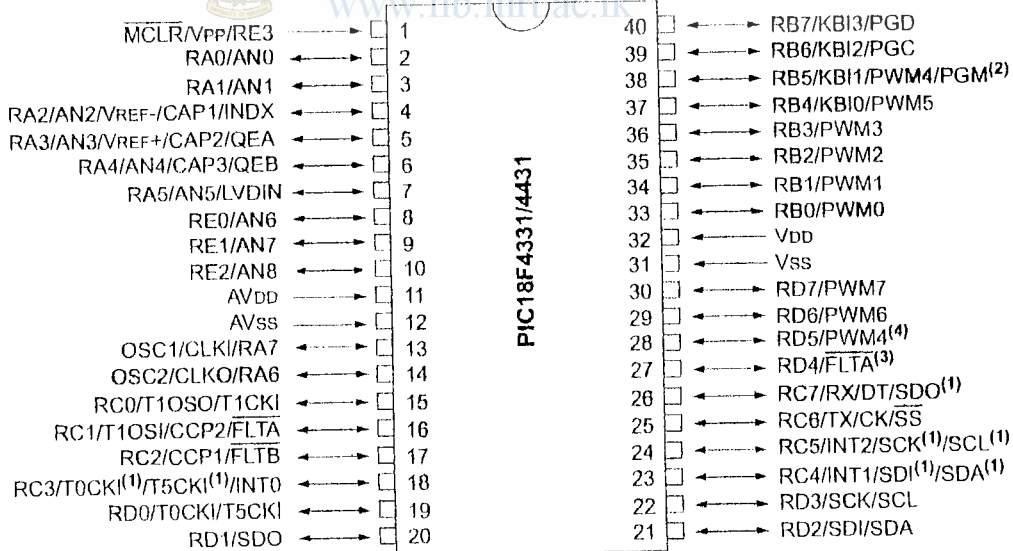 www.lib.mrt.ac.lk
MCLR/VPP/RE3 1
RA0/AN0 2
RA1/AN1 3
RA2/AN2/VREF-/CAP1/INDX 4
RA3/AN3/VREF+/CAP2/QEA 5
RA4/AN4/CAP3/QEB 6
RA5/AN5/LVDIN 7
RE0/AN6 8
RE1/AN7 9
RE2/AN8 10
AVDD 11
AVSS 12
OSC1/CLKI/RA7 13
OSC2/CLKO/RA6 14
RC0/T1OSO/T1CKI 15
RC1/T1OSI/CCP2/FLTA 16
RC2/CCP1/FLTB 17
RC3/T0CKI(1)/T5CKI(1)/INT0 18
RD0/T0CKI/T5CKI 19
RD1/SDO 20
PIC18F4331/4431
40 RB7/KBI3/PGD
39 RB6/KBI2/PGC
38 RB5/KBI1/PWM4/PGM(2)
37 RB4/KBI0/PWM5
36 RB3/PWM3
35 RB2/PWM2
34 RB1/PWM1
33 RB0/PWM0
32 VDD
31 VSS
30 RD7/PWM7
29 RD6/PWM6
28 RD5/PWM4(4)
27 RD4/FLTA(3)
26 RC7/RX/DT/SDO(1)
25 RC6/TX/CK/SS
24 RC5/INT2/SCK(1)/SCL(1)
23 RC4/INT1/SDI(1)/SDA(1)
22 RD3/SCK/SCL
21 RD2/SDI/SDA